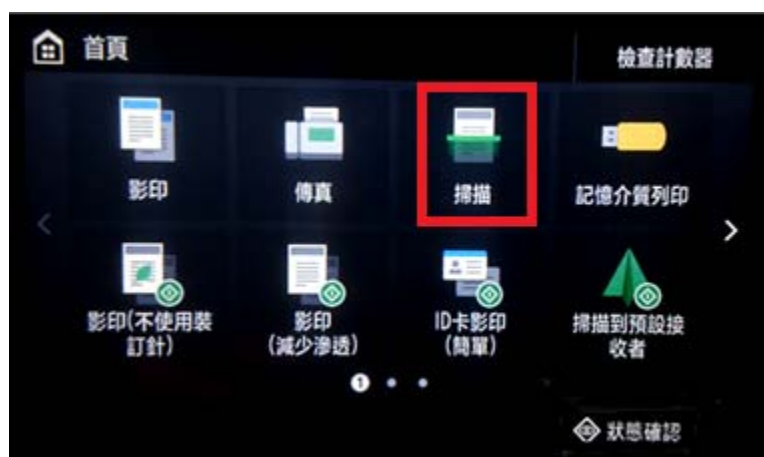 首頁
檢查計數器
影印
傳真
掃描
記憶介質列印
影印(不使用裝
訂針)
影印
(減少滲透)
ID卡影印
(簡單)
掃描到預設接
收者
1
狀態確認